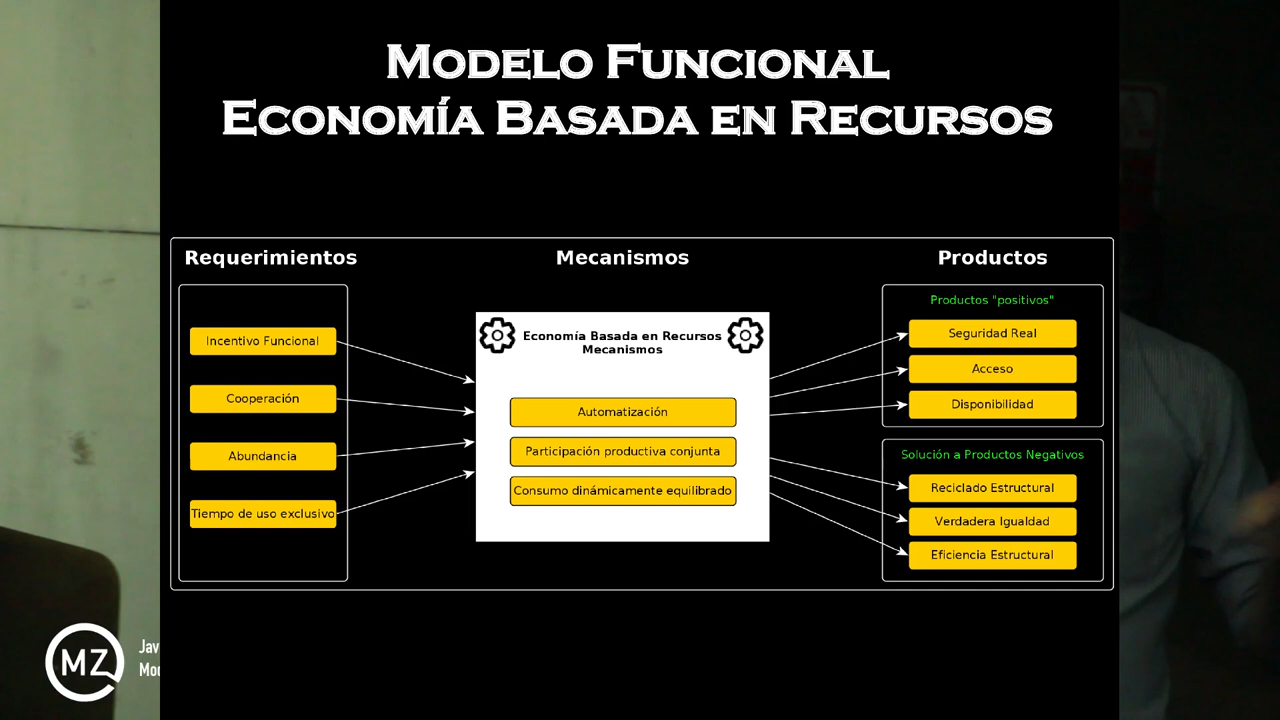 MODELO FUNCIONAL
ECONOMÍA BASADA EN RECURSOS
Requerimientos
Mecanismos
Productos
Incentivo Funcional
Cooperación
Abundancia
Tiempo de uso exclusivo
Economía Basada en Recursos
Mecanismos
Automatización
Participación productiva conjunta
Consumo dinámicamente equilibrado
Productos "positivos"
Seguridad Real
Acceso
Disponibilidad
Solución a Productos Negativos
Reciclado Estructural
Verdadera Igualdad
Eficiencia Estructural
MZ